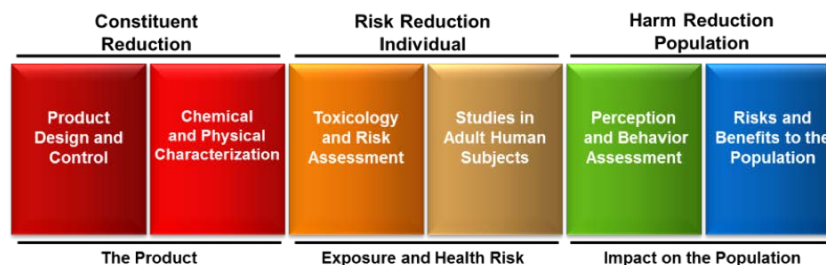 Constituent
Reduction
Risk Reduction
Individual
Harm Reduction
Population
Product
Design and
Control
Chemical
and Physical
Characterization
Toxicology
and Risk
Assessment
Studies in
Adult Human
Subjects
Perception
and Behavior
Assessment
Risks and
Benefits to the
Population
The Product
Exposure and Health Risk
Impact on the Population